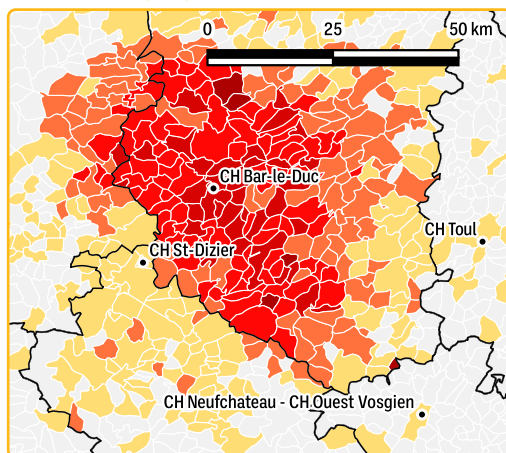 0 25 50 km
CH Bar-le-Duc
CH Toul
CH St-Dizier
CH Neufchateau - CH Ouest Vosgien